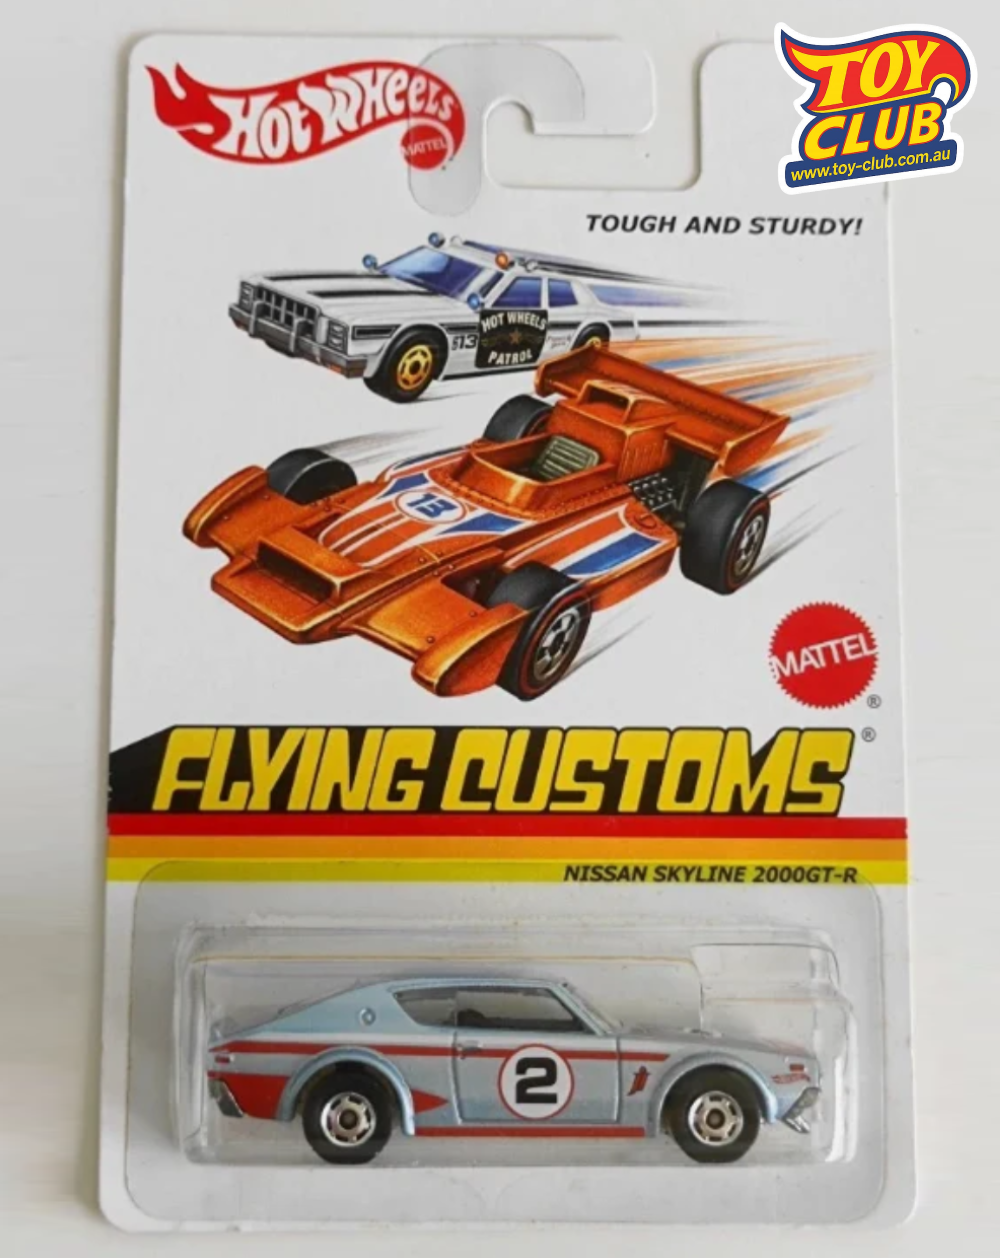 TOY
CLUB
www.toy-club.com.au
HOT WHEELS
MATTEL
TOUGH AND STURDY!
HOT WHEELS
13
PATROL
13
MATTEL
®
FLYING CUSTOMS ®
NISSAN SKYLINE 2000GT-R
2